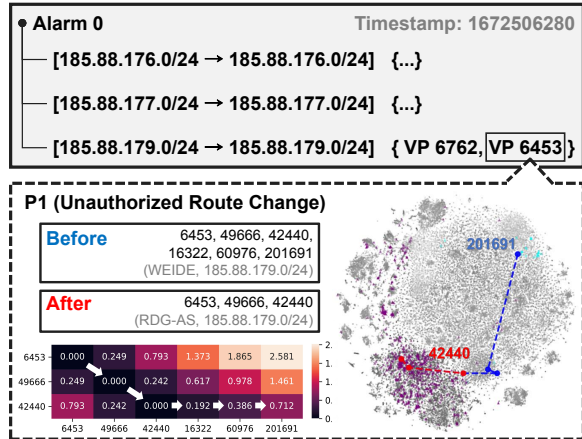 Alarm 0 Timestamp: 1672506280
[185.88.176.0/24 → 185.88.176.0/24] {...}
[185.88.177.0/24 → 185.88.177.0/24] {...}
[185.88.179.0/24 → 185.88.179.0/24] { VP 6762, VP 6453 }
P1 (Unauthorized Route Change)
Before 6453, 49666, 42440,
16322, 60976, 201691
(WEIDE, 185.88.179.0/24)
After 6453, 49666, 42440
(RDG-AS, 185.88.179.0/24)
201691
42440
6453 0.000 0.249 0.793 1.373 1.865 2.581
49666 0.249 0.000 0.242 0.617 0.978 1.461
42440 0.793 0.242 0.000 0.192 0.386 0.712
6453 49666 42440 16322 60976 201691
2.
1.
0.